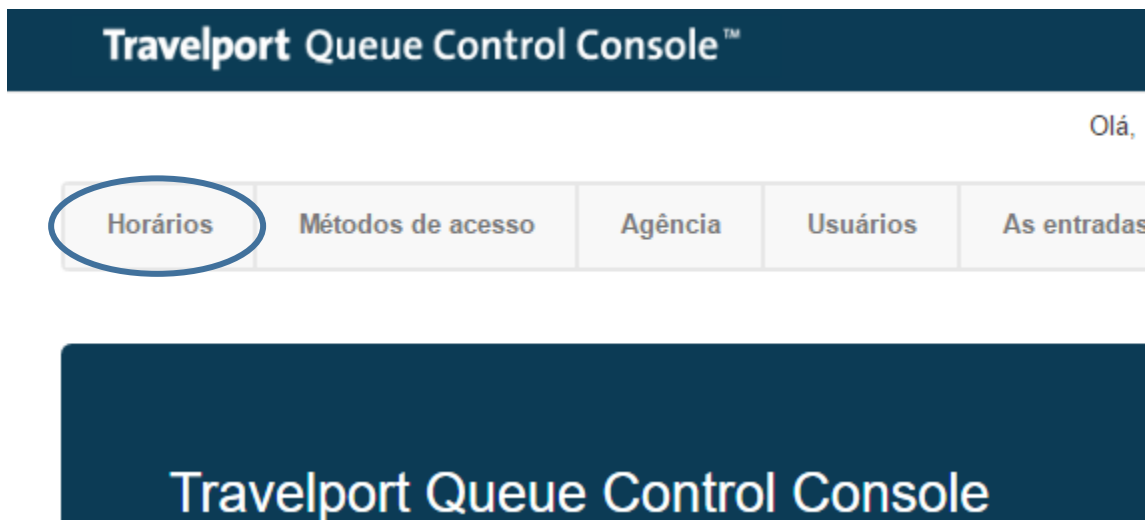 Travelport Queue Control Console™
Olá,
Horários Métodos de acesso Agência Usuários As entradas
Travelport Queue Control Console